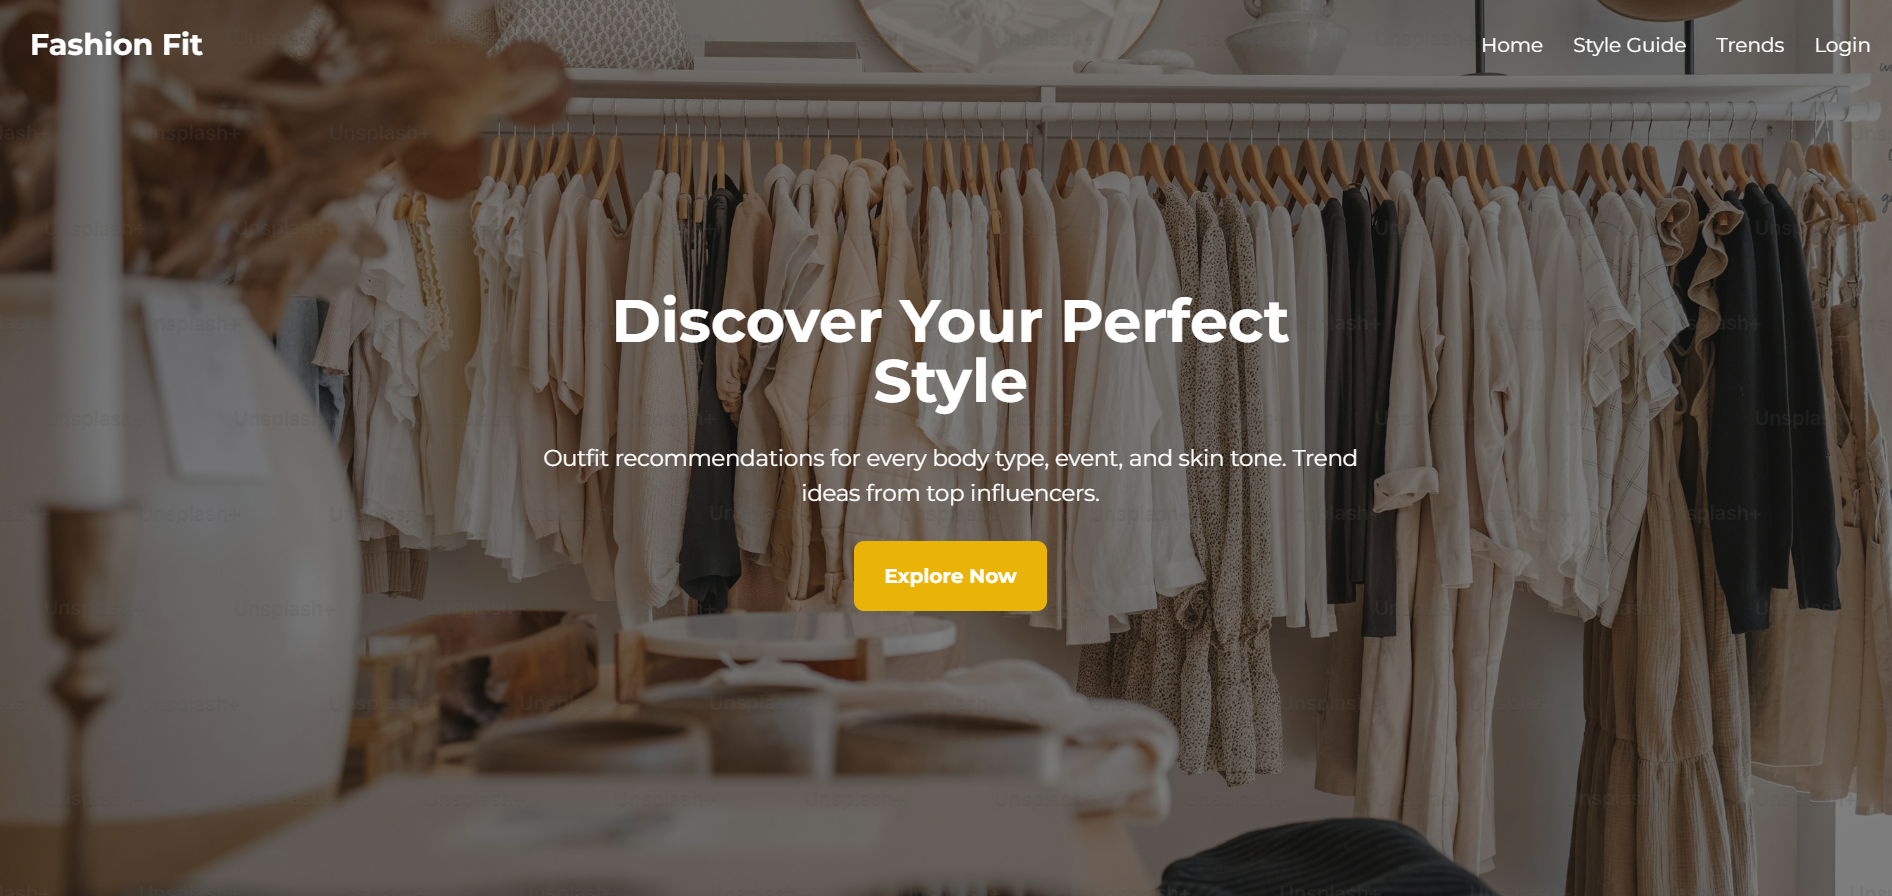 Fashion Fit
Home Style Guide Trends Login
Discover Your Perfect
Style
Outfit recommendations for every body type, event, and skin tone. Trend
ideas from top influencers.
Explore Now
Unsplash+